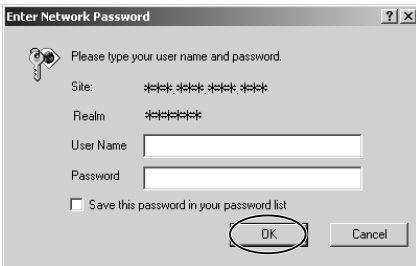 Enter Network Password ? ×
Please type your user name and password.
Site: ***.***.***.***
Realm *******
User Name
Password
Save this password in your password list
OK Cancel